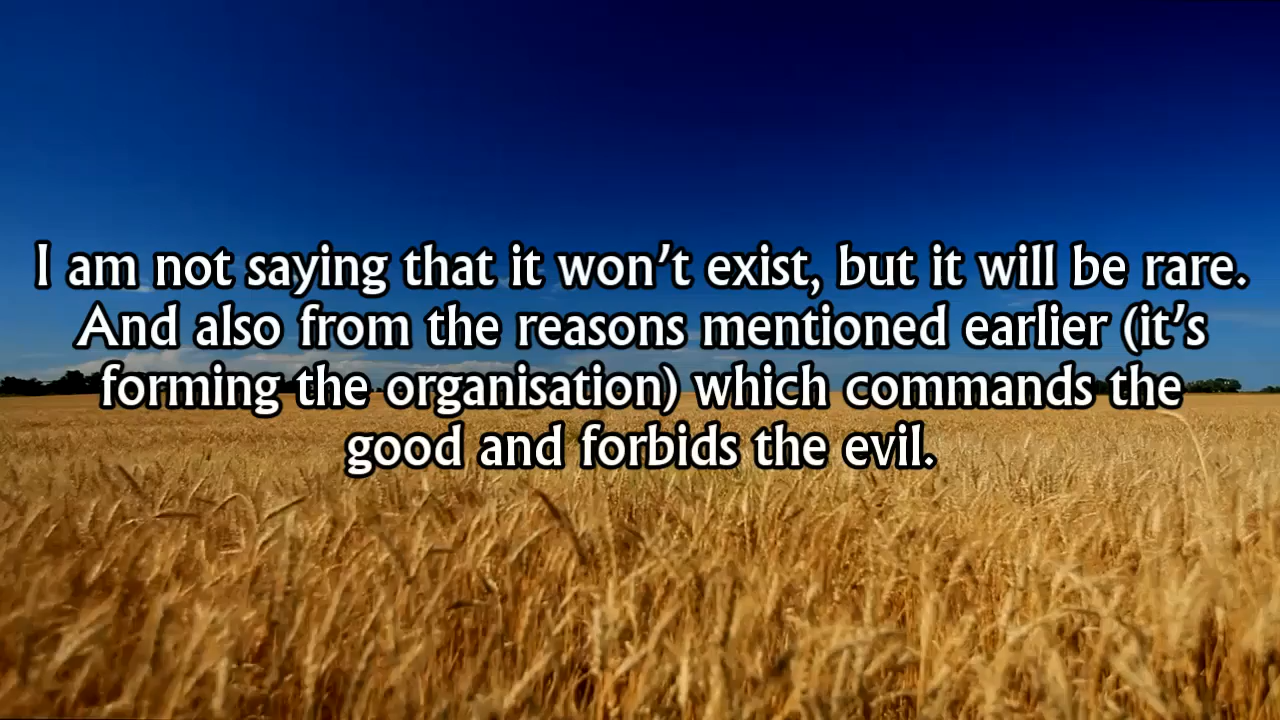 I am not saying that it won’t exist, but it will be rare.
And also from the reasons mentioned earlier (it’s
forming the organisation) which commands the
good and forbids the evil.